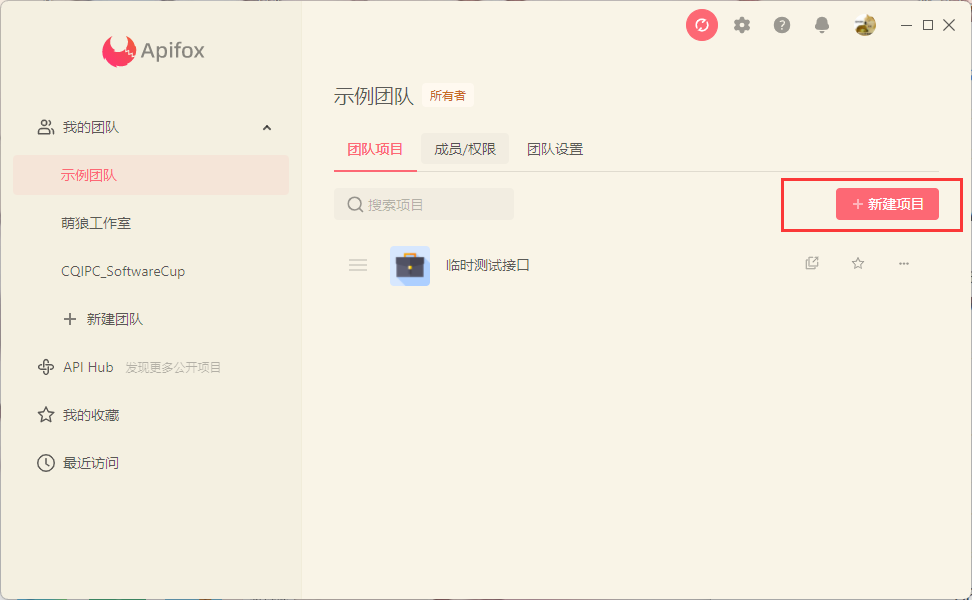 Apifox
我的团队
示例团队
萌狼工作室
CQIPC_SoftwareCup
新建团队
API Hub 发现更多公开项目
我的收藏
最近访问
示例团队 所有者
团队项目 成员/权限 团队设置
搜索项目
+ 新建项目
临时测试接口